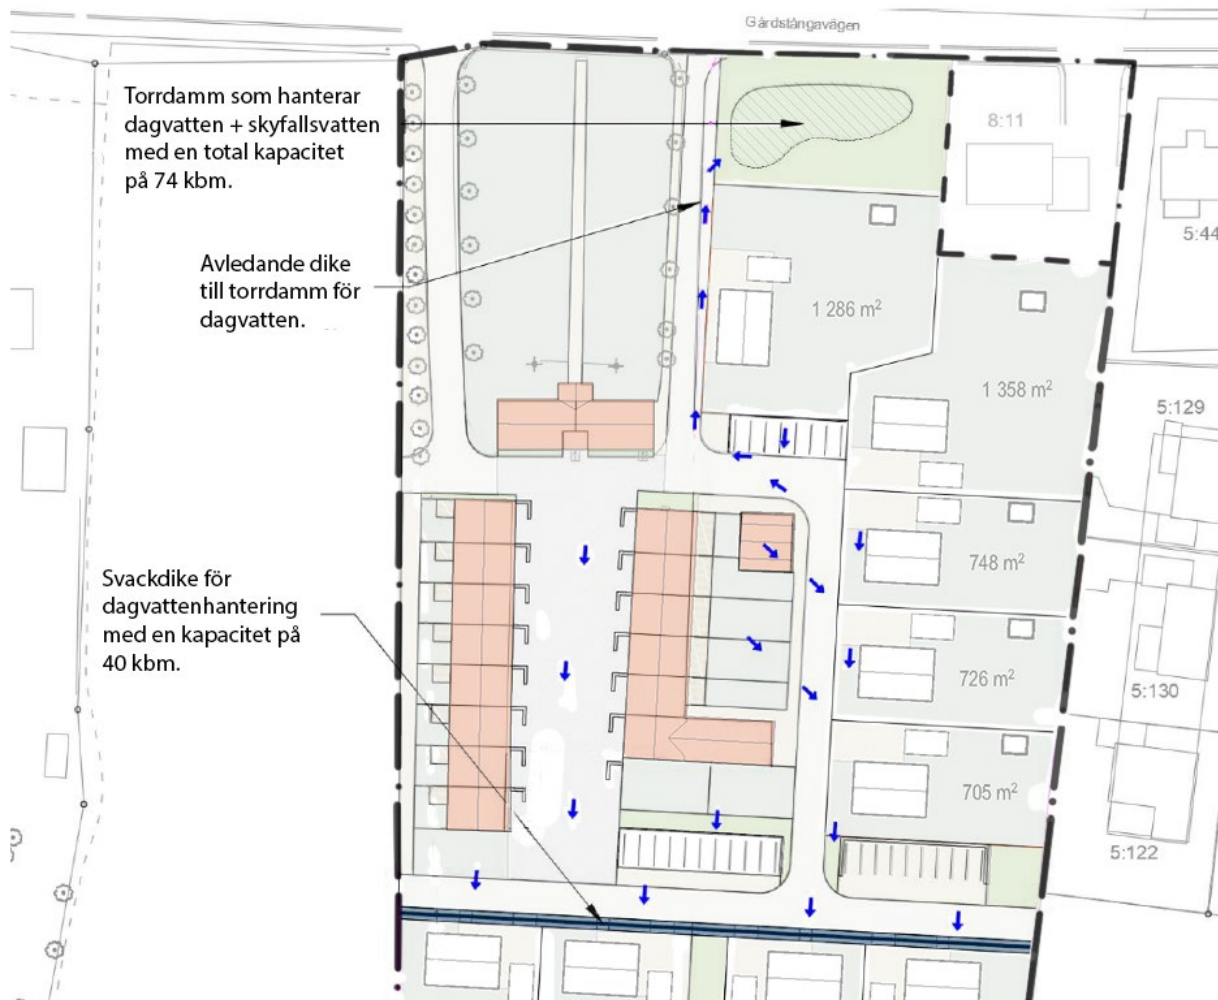 Gårdstångavägen
Torrdamm som hanterar
dagvatten + skyfallsvatten
med en total kapacitet
på 74 kbm.
8:11
5:44
Avledande dike
till torrdamm för
dagvatten.
1 286 m²
1 358 m²
5:129
748 m²
Svackdike för
dagvattenhantering
med en kapacitet på
40 kbm.
726 m²
5:130
705 m²
5:122